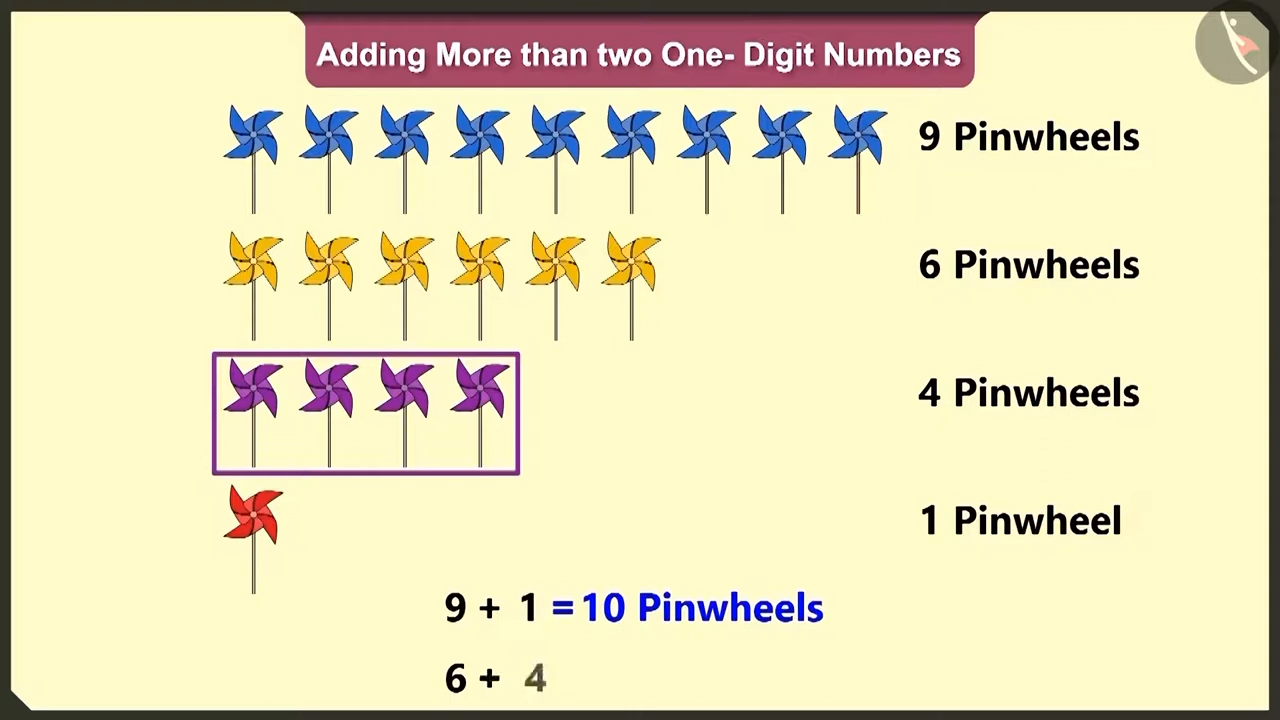 Adding More than two One- Digit Numbers
9 Pinwheels
6 Pinwheels
4 Pinwheels
1 Pinwheel
9 + 1 = 10 Pinwheels
6 + 4